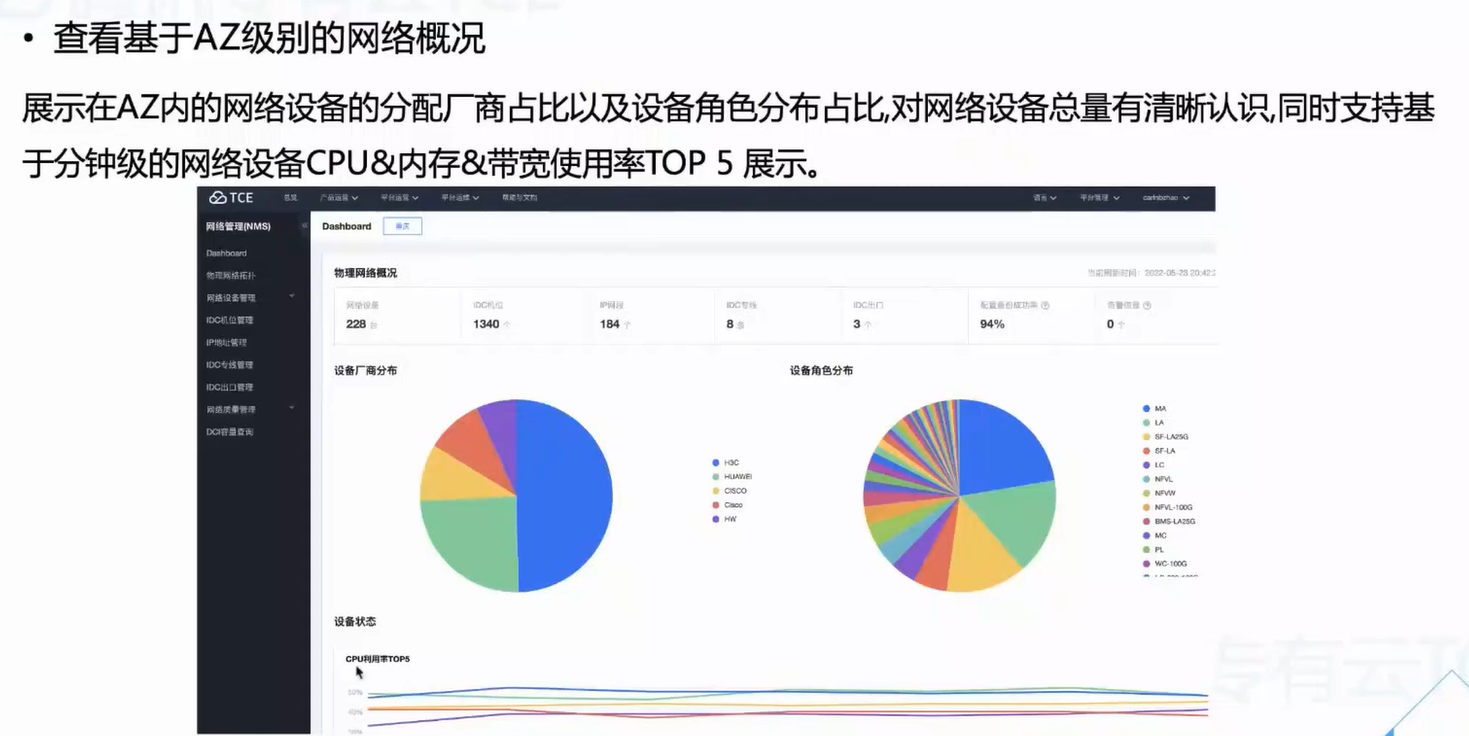 • 查看基于AZ级别的网络概况
展示在AZ内的网络设备的分配厂商占比以及设备角色分布占比,对网络设备总量有清晰认识,同时支持基
于分钟级的网络设备CPU&内存&带宽使用率TOP 5 展示。
TCE 总览 产品运营 平台运营 平台运维 帮助与文档 语言 平台管理
网络管理(NMS) «
Dashboard 重庆
Dashboard
物理网络拓扑
网络设备管理
IDC机位管理
IP地址管理
IDC专线管理
IDC出口管理
网络质量管理
DCI容量查询
物理网络概况
当前刷新时间: 2022-05-23 20:42:
网络设备 IDC机位 IP网段 IDC专线 IDC出口 配置备份成功率 告警信息
228 台 1340 个 184 个 8 3 个 94% 0 个
设备厂商分布 设备角色分布
H3C
HUAWEI
CISCO
Cisco
HW
MA
LA
SF-LA25G
SF-LA
LC
NFVL
NFVW
NFVL-100G
BMS-LA25G
MC
PL
WC-100G
设备状态
CPU利用率TOP5
50%
40%
30%
专有云T